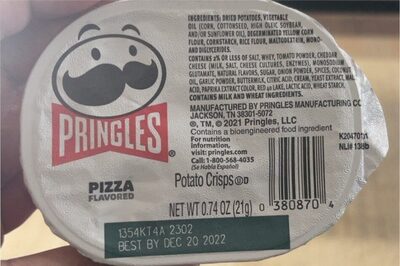 INGREDIENTS: DRIED POTATOES, VEGETABLE
OIL (CORN, COTTONSEED, HIGH OLEIC SOYBEAN,
AND/OR SUNFLOWER OIL), DEGERMINATED YELLOW CORN
FLOUR, CORNSTARCH, RICE FLOUR, MALTODEXTRIN, MONO-
AND DIGLYCERIDES.
CONTAINS 2% OR LESS OF SALT, WHEY, TOMATO POWDER, CHEDDAR
CHEESE (MILK, SALT, CHEESE CULTURES, ENZYMES), MONOSODIUM
GLUTAMATE, NATURAL FLAVORS, SUGAR, ONION POWDER, SPICES, COCONUT
OIL, GARLIC POWDER, BUTTERMILK, CITRIC ACID, CREAM, YEAST EXTRACT,
ACID, PAPRIKA EXTRACT COLOR, RED 40 LAKE, LACTIC ACID, WHEAT STARCH.
CONTAINS MILK AND WHEAT INGREDIENTS.
MANUFACTURED BY PRINGLES MANUFACTURING CO
JACKSON, TN 38301-5072
®, TM, © 2021 Pringles, LLC
Contains a bioengineered food ingredient
For nutrition
information,
visit: pringles.com
Call: 1-800-568-4035
(Se Habla Español)
PRINGLES
PIZZA
FLAVORED
Potato Crisps
NET WT 0.74 OZ (21g)
0 380870 4
1354KT4A 2302
BEST BY DEC 20 2022